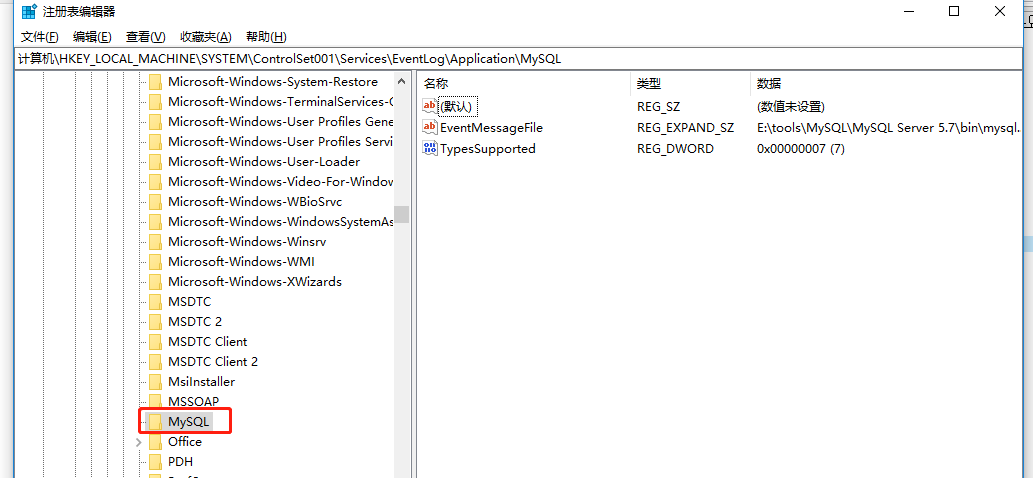 注册表编辑器
文件(F) 编辑(E) 查看(V) 收藏夹(A) 帮助(H)
计算机\HKEY_LOCAL_MACHINE\SYSTEM\ControlSet001\Services\EventLog\Application\MySQL
Microsoft-Windows-System-Restore
Microsoft-Windows-TerminalServices-C
Microsoft-Windows-User Profiles Gene
Microsoft-Windows-User Profiles Servi
Microsoft-Windows-User-Loader
Microsoft-Windows-Video-For-Window
Microsoft-Windows-WBioSrvc
Microsoft-Windows-WindowsSystemAs
Microsoft-Windows-Winsrv
Microsoft-Windows-WMI
Microsoft-Windows-XWizards
MSDTC
MSDTC 2
MSDTC Client
MSDTC Client 2
MsiInstaller
MSSOAP
MySQL
Office
PDH
名称 类型 数据
(默认) REG_SZ (数值未设置)
EventMessageFile REG_EXPAND_SZ E:\tools\MySQL\MySQL Server 5.7\bin\mysql.
TypesSupported REG_DWORD 0x00000007 (7)